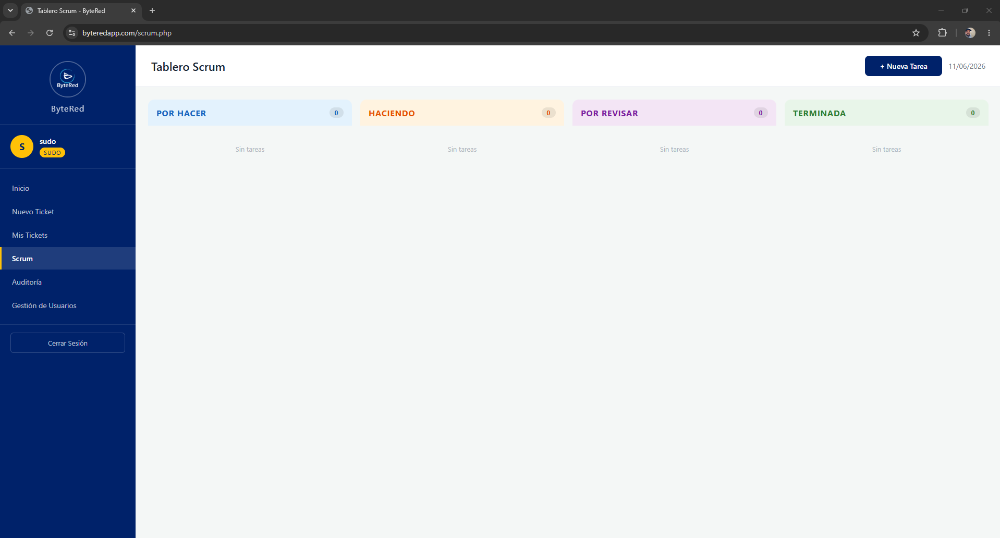 Tablero Scrum - ByteRed
byteredapp.com/scrum.php
ByteRed
ByteRed
S
sudo
SUDO
Inicio
Nuevo Ticket
Mis Tickets
Scrum
Auditoría
Gestión de Usuarios
Cerrar Sesión
Tablero Scrum
+ Nueva Tarea
11/06/2026
POR HACER 0
HACIENDO 0
POR REVISAR 0
TERMINADA 0
Sin tareas
Sin tareas
Sin tareas
Sin tareas